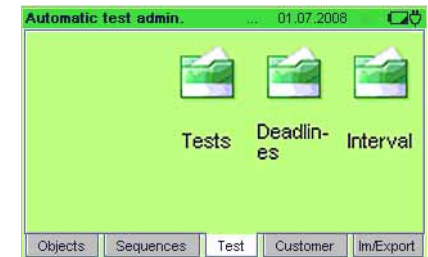 Automatic test admin. ... 01.07.2008
Tests
Deadlin-
es
Interval
Objects Sequences Test Customer Im/Export